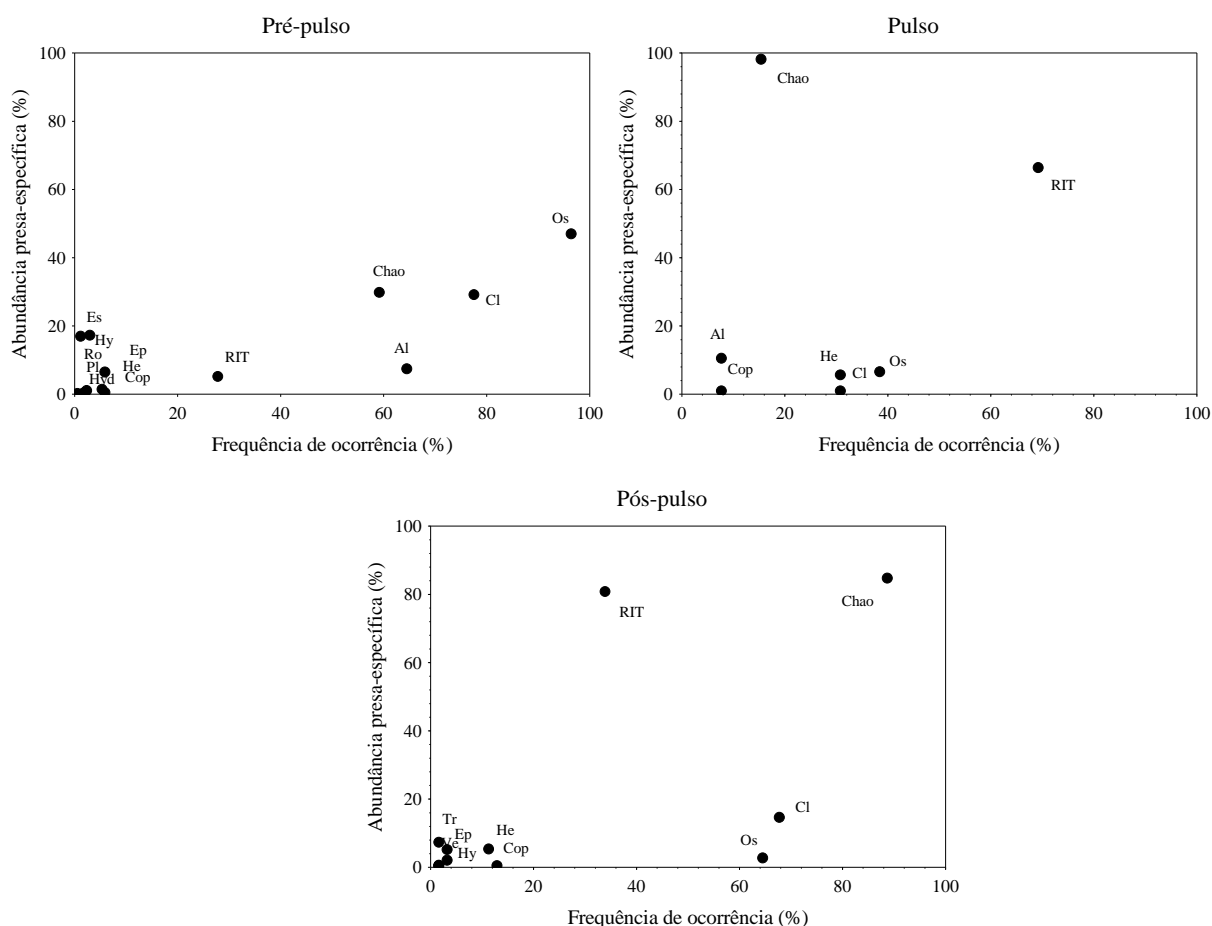 Pré-pulso
Abundância presa-específica (%)
100
80
60
40
20
0
Os
Chao
Cl
Es
Hy
Ep
Ro
RIT
Al
Pl
He
Hyd
Cop
0 20 40 60 80 100
Frequência de ocorrência (%)
Pulso
Abundância presa-específica (%)
100
80
60
40
20
0
Chao
RIT
Al
He
Cop
Cl
Os
0 20 40 60 80 100
Frequência de ocorrência (%)
Pós-pulso
Abundância presa-específica (%)
100
80
60
40
20
0
RIT
Chao
Tr
Ep
He
Cl
Ve
Hy
Cop
Os
0 20 40 60 80 100
Frequência de ocorrência (%)